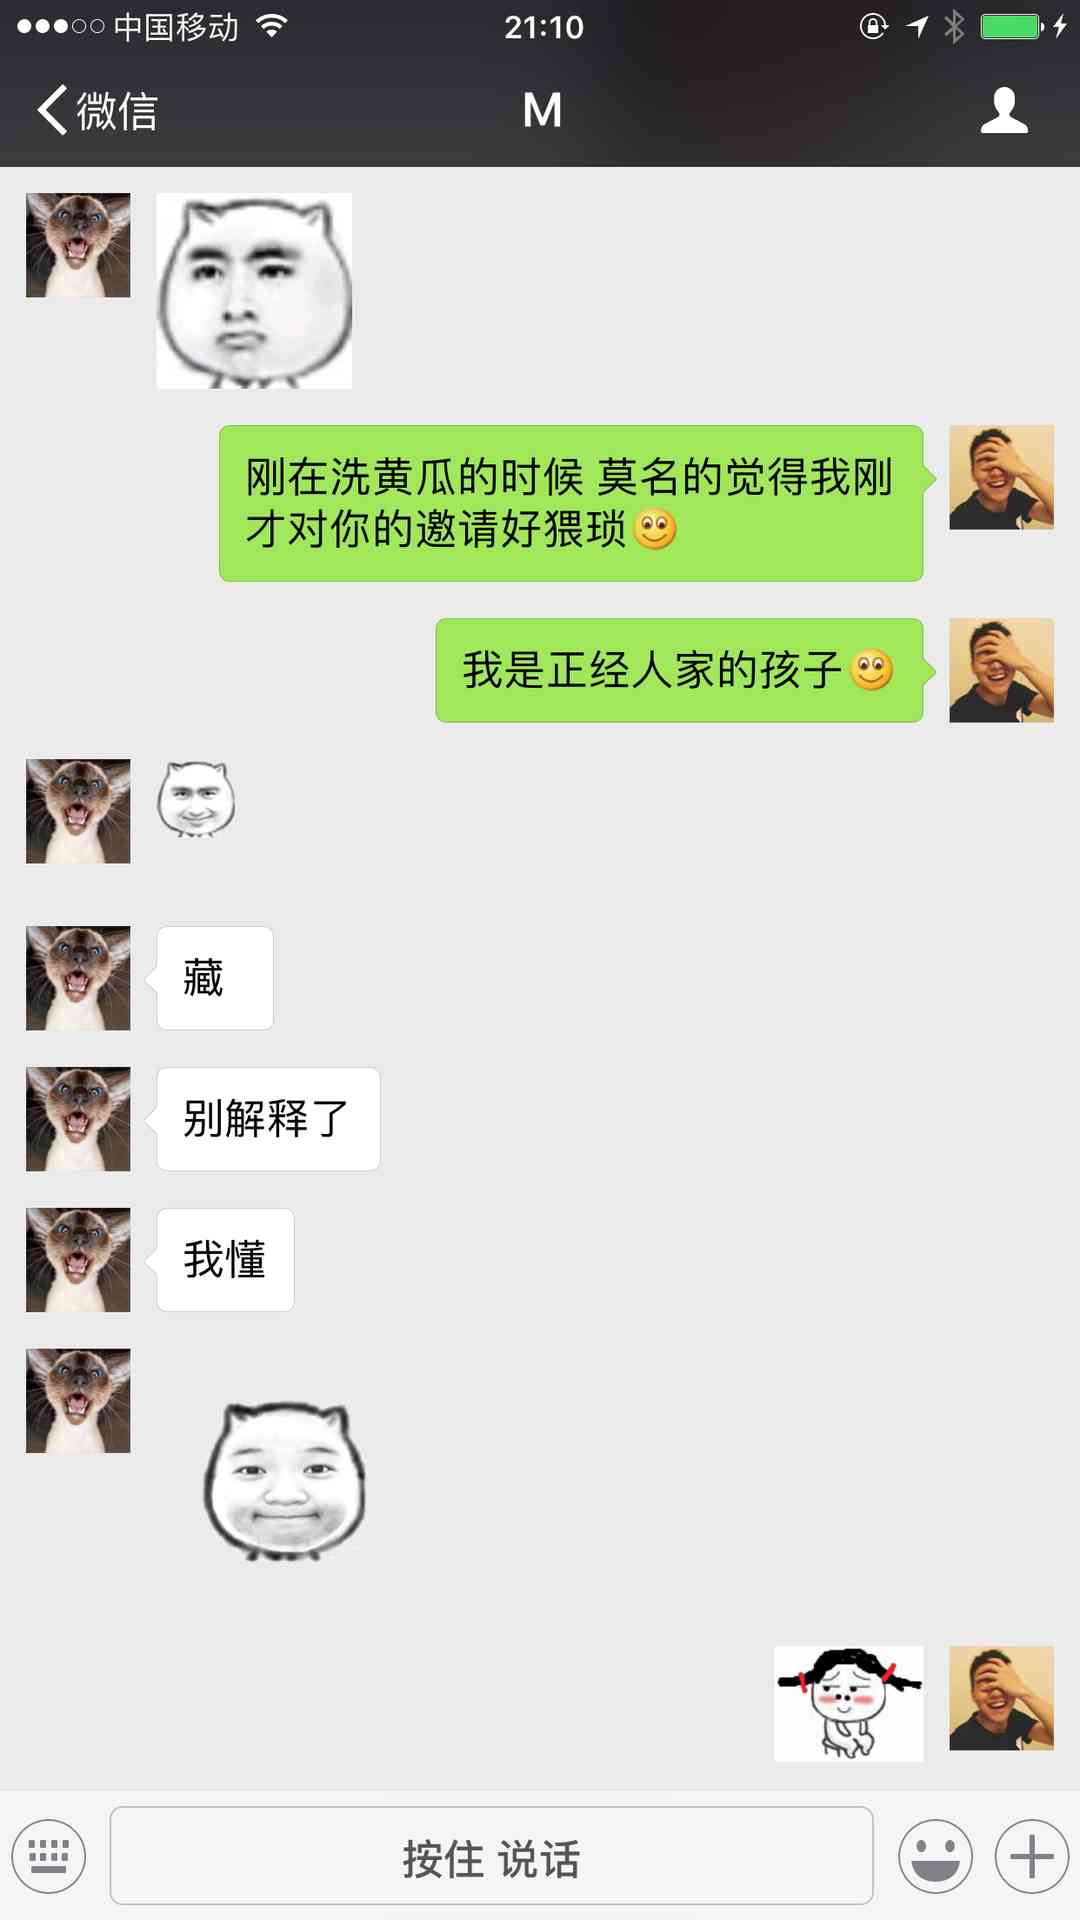 中国移动
21:10
微信
M
刚在洗黄瓜的时候 莫名的觉得我刚
才对你的邀请好猥琐
我是正经人家的孩子
藏
别解释了
我懂
按住 说话